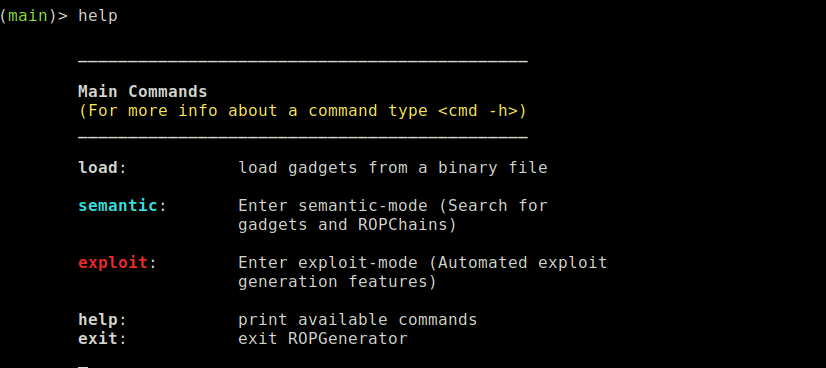 (main)> help
Main Commands
(For more info about a command type <cmd -h>)
load: load gadgets from a binary file
semantic: Enter semantic-mode (Search for
gadgets and ROPChains)
exploit: Enter exploit-mode (Automated exploit
generation features)
help: print available commands
exit: exit ROPGenerator